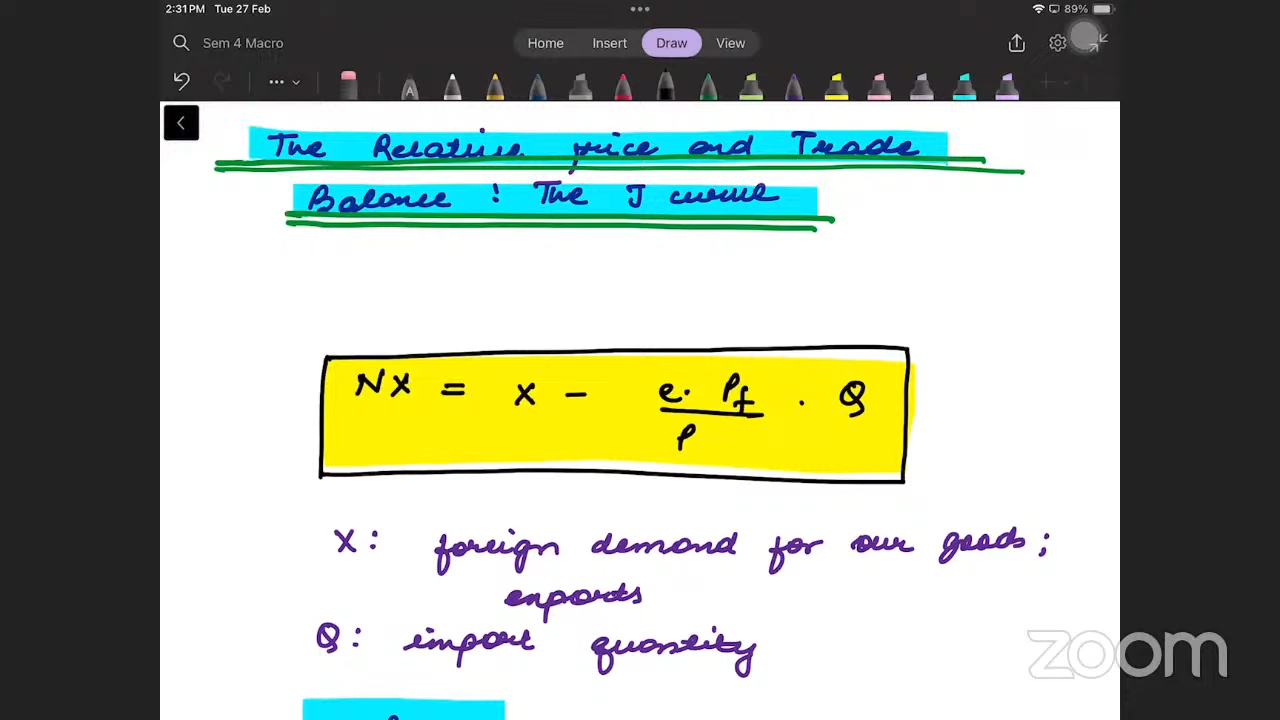 2:31 PM Tue 27 Feb
89%
Sem 4 Macro
Home Insert Draw View
A
The Relative price and Trade
Balance : The J curve
NX = X - e. Pf / P . Q
X : foreign demand for our goods ;
exports
Q : import quantity
zoom